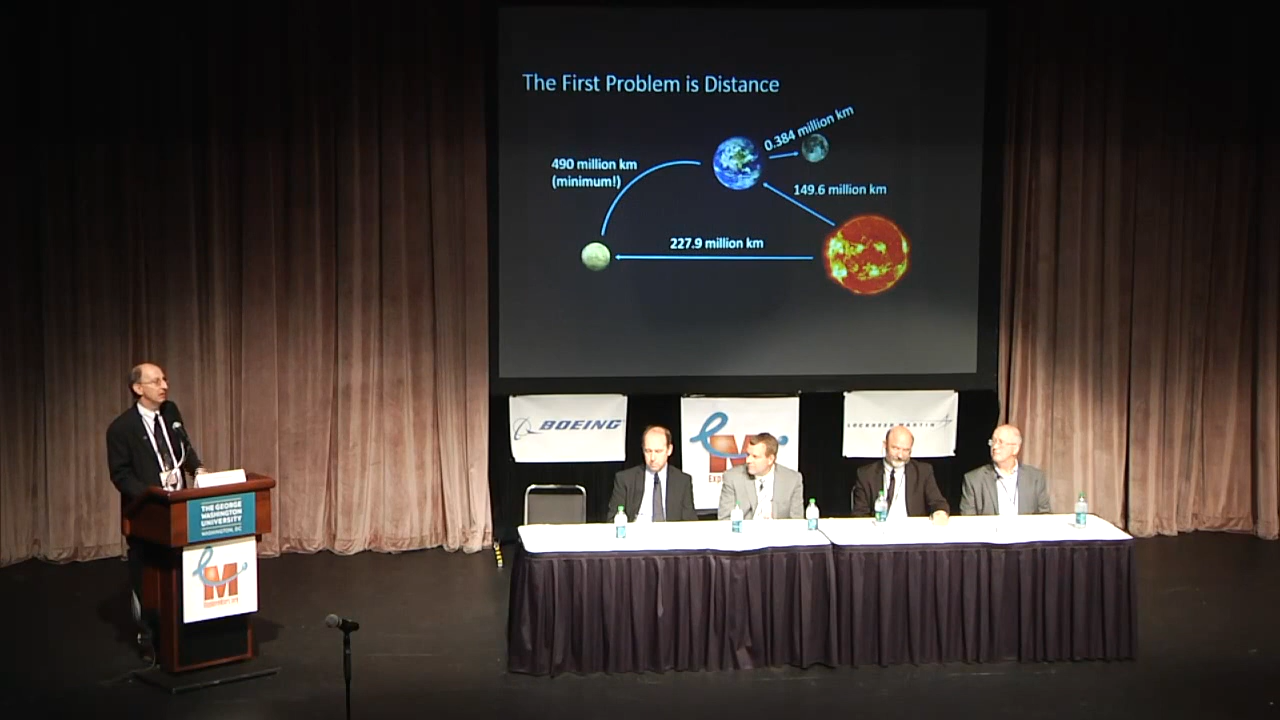 The First Problem is Distance
0.384 million km
490 million km
(minimum!)
149.6 million km
227.9 million km
BOEING
LOCKHEED MARTIN
M
THE GEORGE
WASHINGTON
UNIVERSITY
WASHINGTON, DC
M